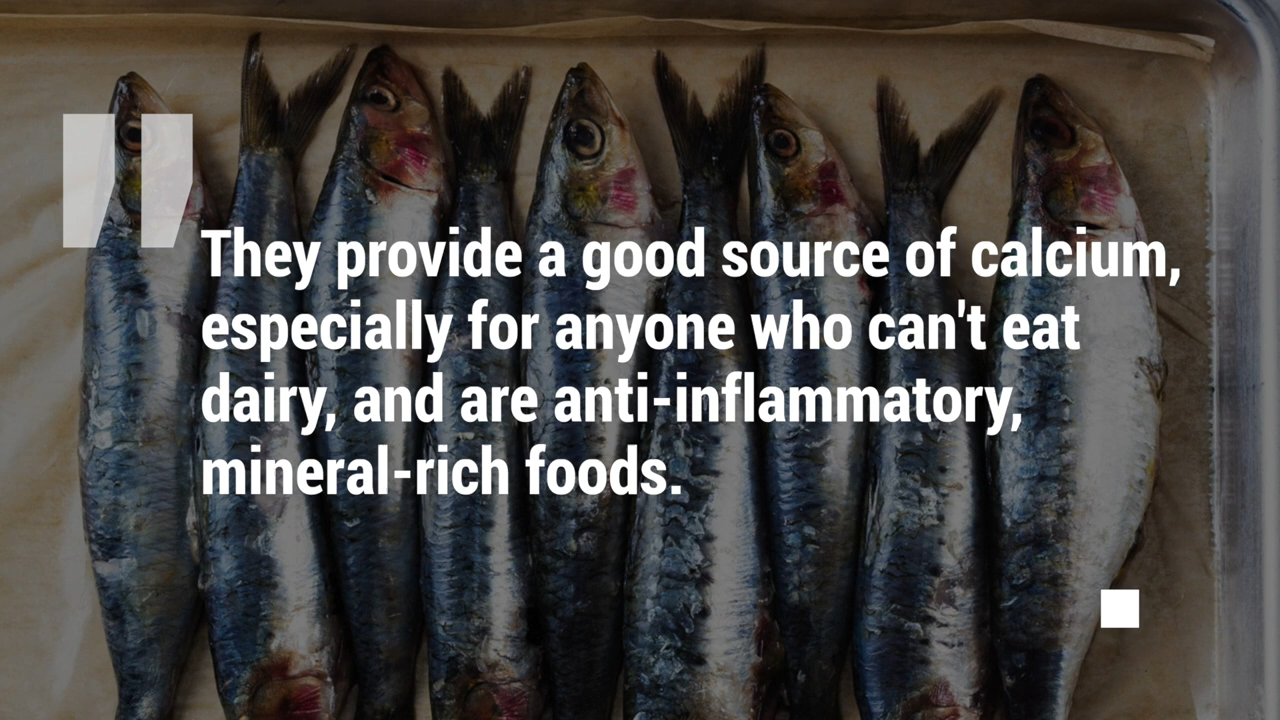 "
They provide a good source of calcium,
especially for anyone who can't eat
dairy, and are anti-inflammatory,
mineral-rich foods.